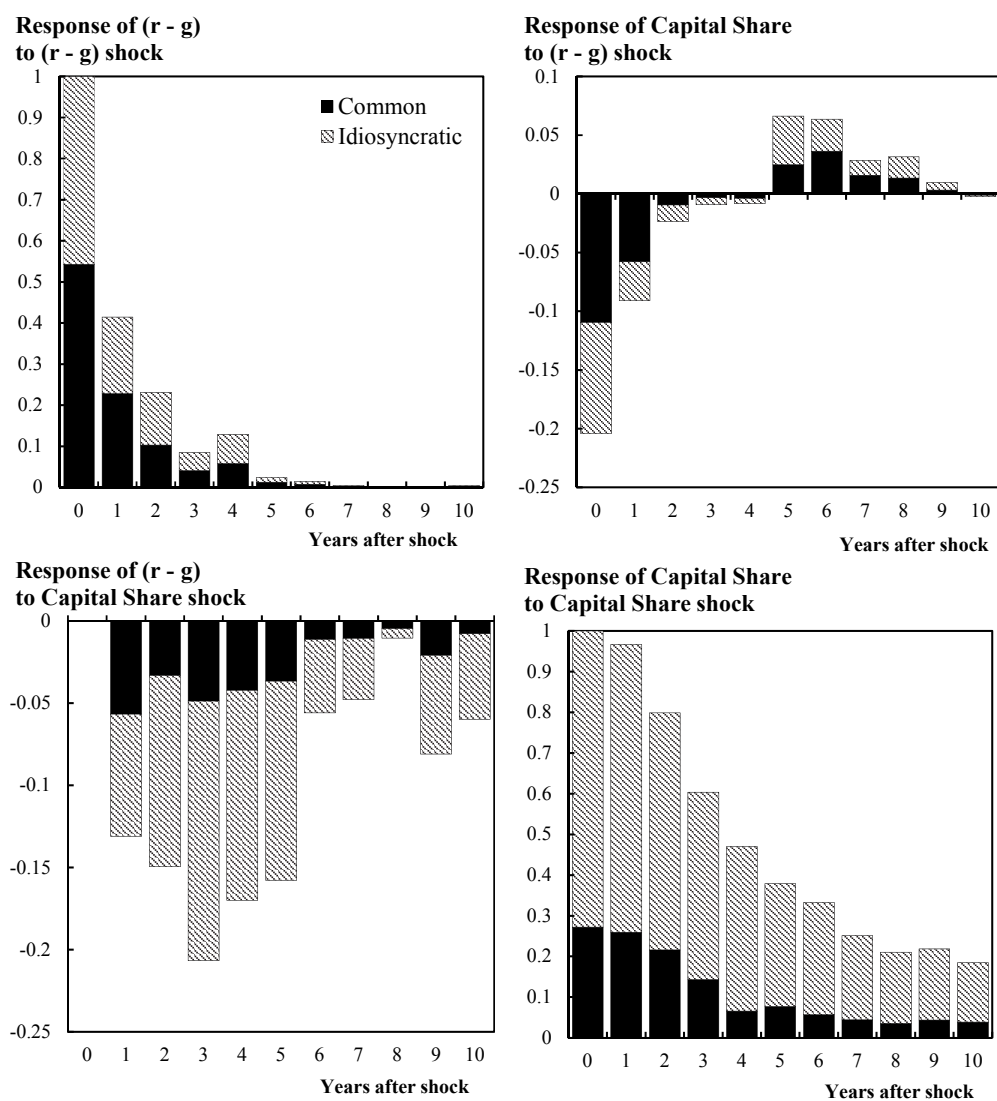 Response of (r - g)
to (r - g) shock
1
0.9
0.8
0.7
0.6
0.5
0.4
0.3
0.2
0.1
0
Common
Idiosyncratic
0 1 2 3 4 5 6 7 8 9 10
Years after shock
Response of Capital Share
to (r - g) shock
0.1
0.05
0
-0.05
-0.1
-0.15
-0.2
-0.25
0 1 2 3 4 5 6 7 8 9 10
Years after shock
Response of (r - g)
to Capital Share shock
0
-0.05
-0.1
-0.15
-0.2
-0.25
0 1 2 3 4 5 6 7 8 9 10
Years after shock
Response of Capital Share
to Capital Share shock
1
0.9
0.8
0.7
0.6
0.5
0.4
0.3
0.2
0.1
0
0 1 2 3 4 5 6 7 8 9 10
Years after shock